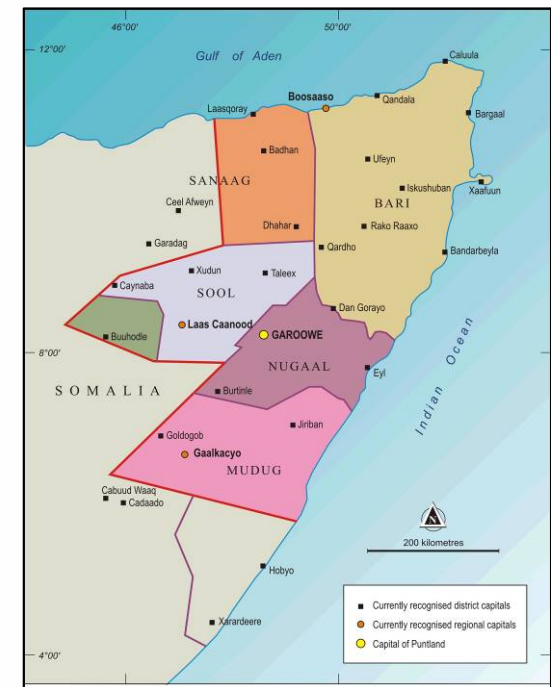 46°00'
50°00'
12°00'
Gulf of Aden
Caluula
Boosaaso
Qandala
Laasqoray
Bargaal
Badhan
Ufeyn
SANAAG
Iskushuban
Xaafuun
BARI
Ceel Afweyn
Dhahar
Rako Raaxo
Garadag
Qardho
Bandarbeyla
Xudun
Taleex
Caynaba
SOOL
Dan Gorayo
Laas Caanood
GAROOWE
Buuhodle
8°00'
NUGAAL
Eyl
SOMALIA
Burtinle
Indian Ocean
Jiriban
Goldogob
Gaalkacyo
MUDUG
Cabuud Waaq
Cadaado
N
200 kilometres
Hobyo
Currently recognised district capitals
Currently recognised regional capitals
Capital of Puntland
Xarardeere
4°00'